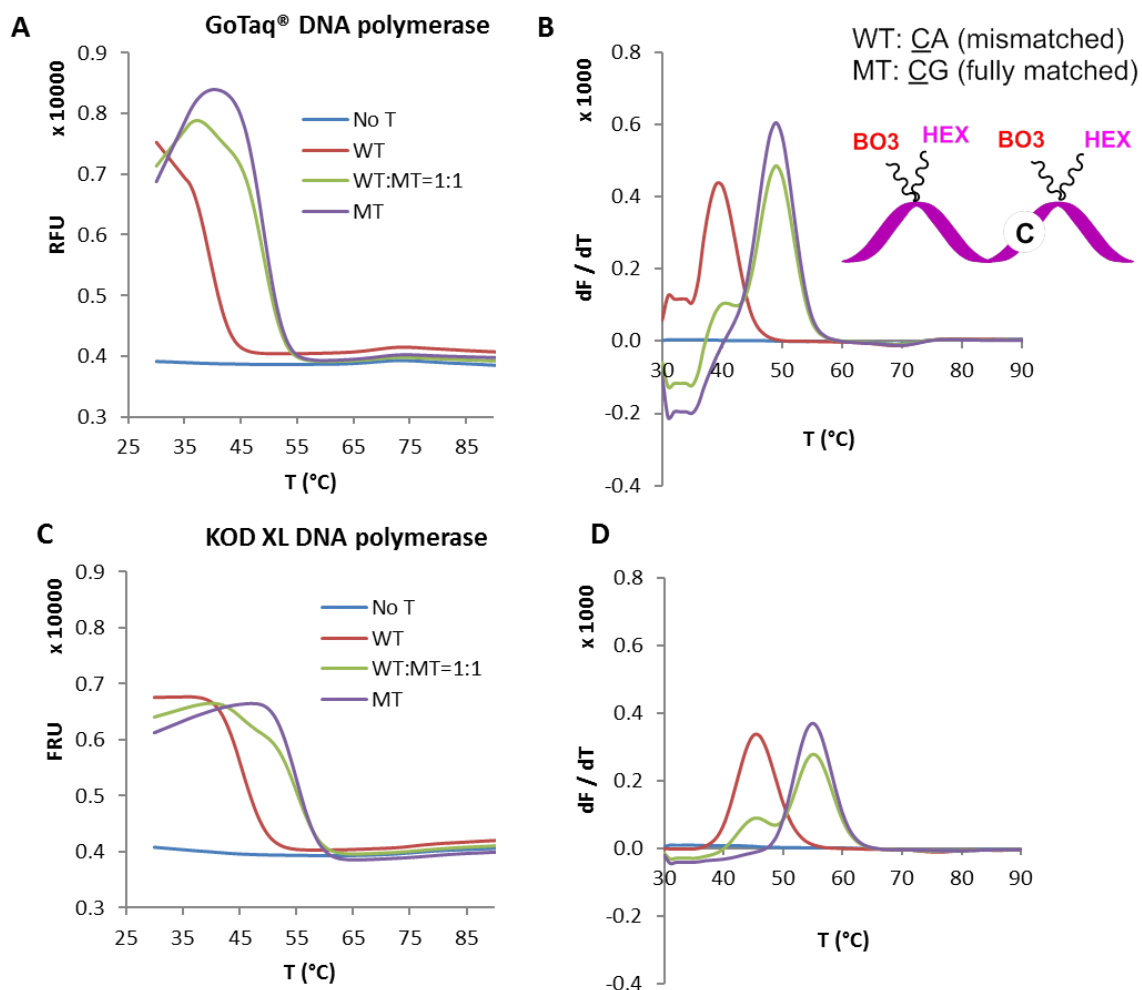 A
GoTaq® DNA polymerase
x 10000
RFU
0.9
0.8
0.7
0.6
0.5
0.4
0.3
No T
WT
WT:MT=1:1
MT
25 35 45 55 65 75 85
T (°C)
B
WT: CA (mismatched)
MT: CG (fully matched)
BO3 HEX BO3 HEX
C
x 1000
dF / dT
0.8
0.6
0.4
0.2
0.0
-0.2
-0.4
30 40 50 60 70 80 90
T (°C)
C
KOD XL DNA polymerase
x 10000
FRU
0.9
0.8
0.7
0.6
0.5
0.4
0.3
No T
WT
WT:MT=1:1
MT
25 35 45 55 65 75 85
T (°C)
D
x 1000
dF / dT
0.8
0.6
0.4
0.2
0.0
-0.2
-0.4
30 40 50 60 70 80 90
T (°C)